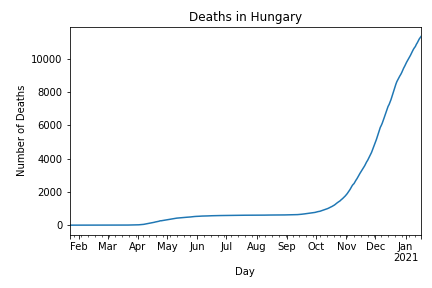 Deaths in Hungary
Number of Deaths
10000
8000
6000
4000
2000
0
Feb Mar Apr May Jun Jul Aug Sep Oct Nov Dec Jan
2021
Day